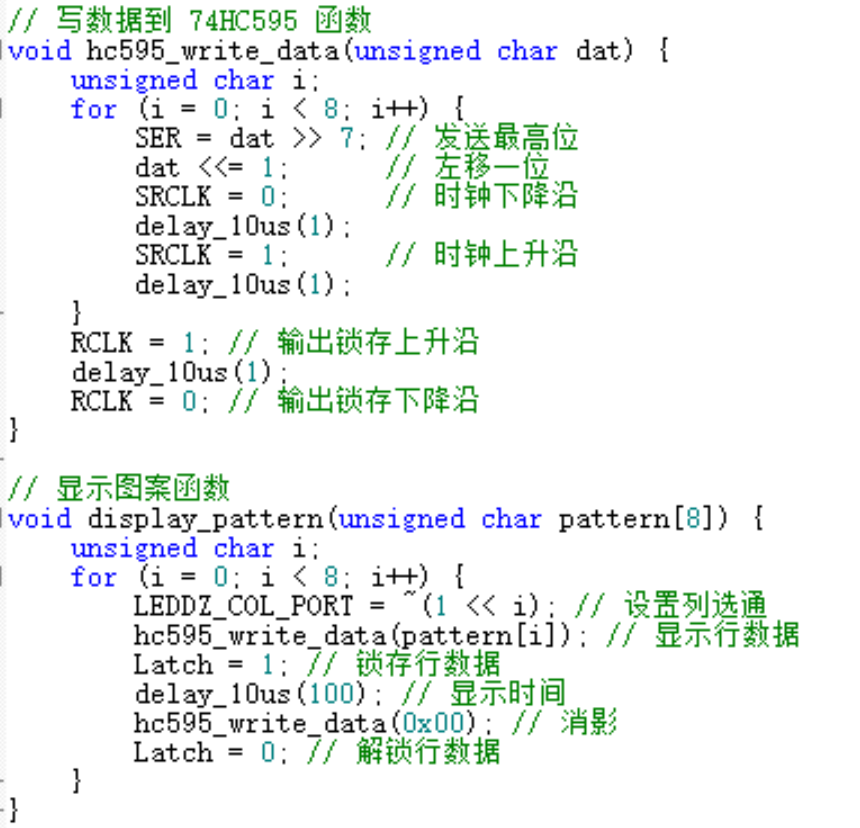 // 写数据到 74HC595 函数
void hc595_write_data(unsigned char dat) {
    unsigned char i;
    for (i = 0; i < 8; i++) {
        SER = dat >> 7; // 发送最高位
        dat <<= 1;      // 左移一位
        SRCLK = 0;      // 时钟下降沿
        delay_10us(1);
        SRCLK = 1;      // 时钟上升沿
        delay_10us(1);
    }
    RCLK = 1; // 输出锁存上升沿
    delay_10us(1);
    RCLK = 0; // 输出锁存下降沿
}
// 显示图案函数
void display_pattern(unsigned char pattern[8]) {
    unsigned char i;
    for (i = 0; i < 8; i++) {
        LEDDZ_COL_PORT = ~(1 << i); // 设置列选通
        hc595_write_data(pattern[i]); // 显示行数据
        Latch = 1; // 锁存行数据
        delay_10us(100); // 显示时间
        hc595_write_data(0x00); // 消影
        Latch = 0; // 解锁行数据
    }
}